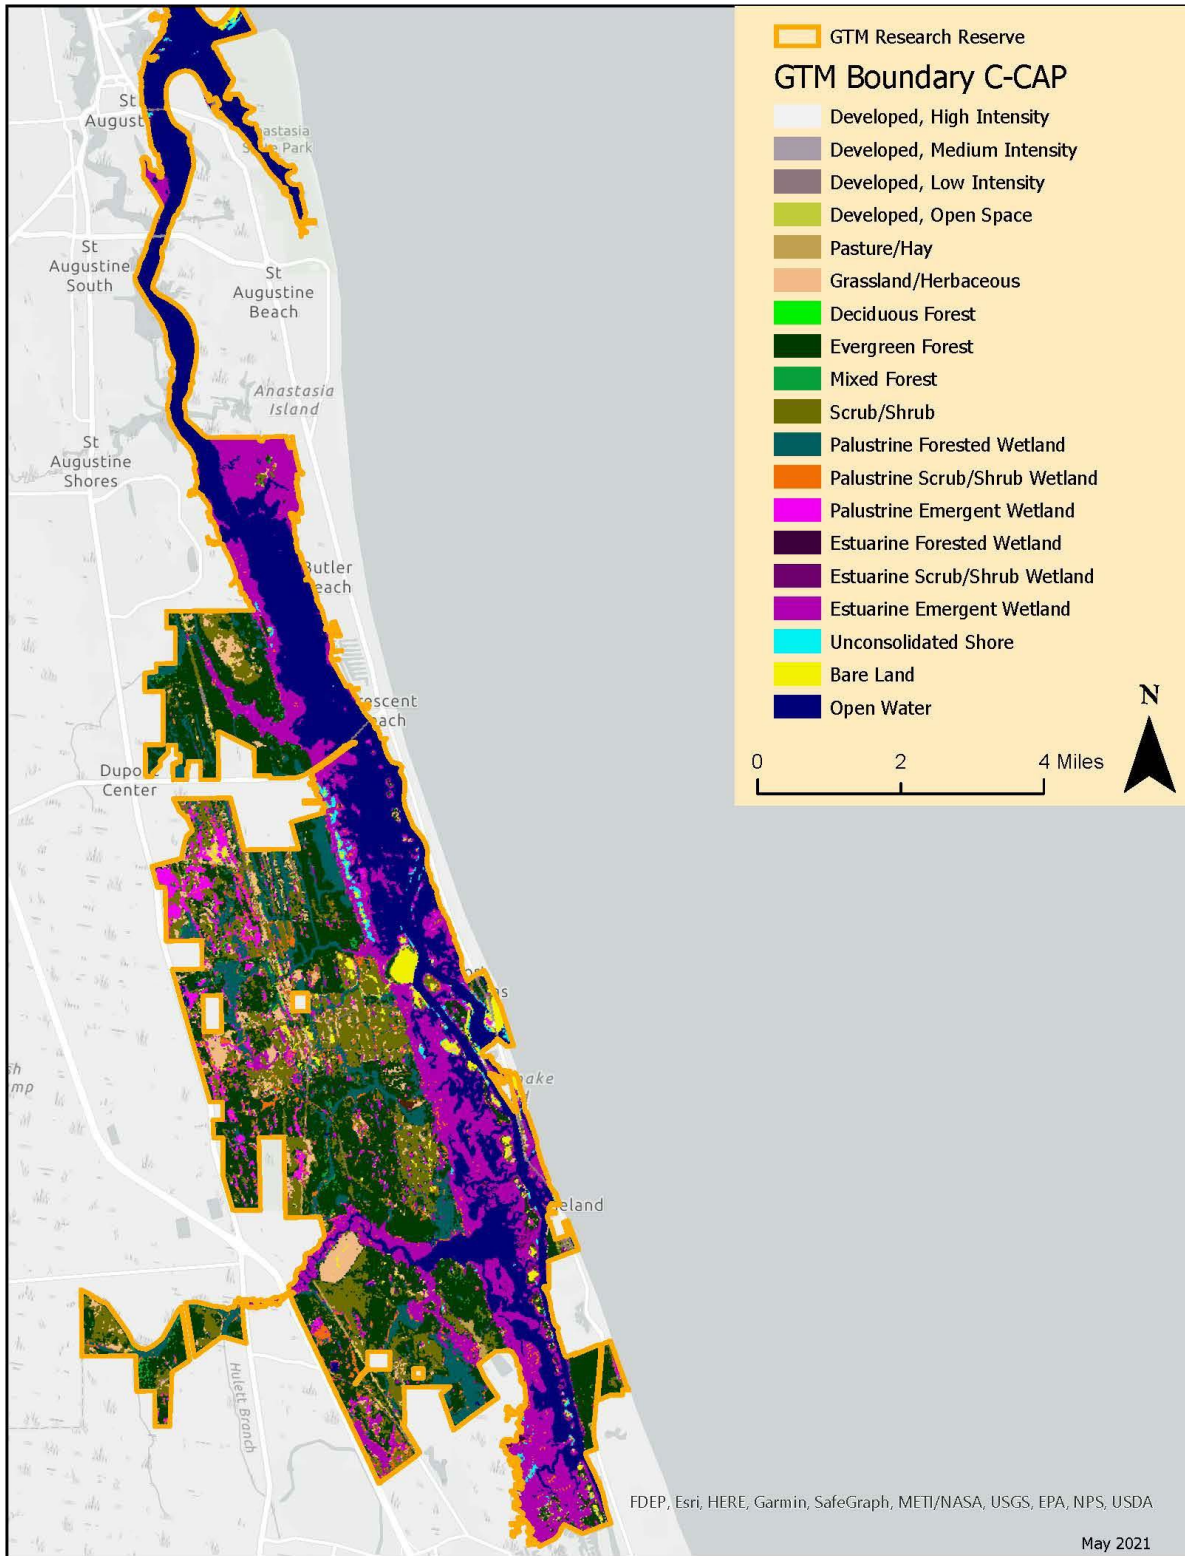 GTM Research Reserve
GTM Boundary C-CAP
Developed, High Intensity
Developed, Medium Intensity
Developed, Low Intensity
Developed, Open Space
Pasture/Hay
Grassland/Herbaceous
Deciduous Forest
Evergreen Forest
Mixed Forest
Scrub/Shrub
Palustrine Forested Wetland
Palustrine Scrub/Shrub Wetland
Palustrine Emergent Wetland
Estuarine Forested Wetland
Estuarine Scrub/Shrub Wetland
Estuarine Emergent Wetland
Unconsolidated Shore
Bare Land
Open Water
N
0 2 4 Miles
St
August
Park
St
Augustine
South
St
Augustine
Beach
Anastasia
Island
St
Augustine
Shores
Butler
each
rescent
ach
Center
eland
Hulett Branch
FDEP, Esri, HERE, Garmin, SafeGraph, METI/NASA, USGS, EPA, NPS, USDA
May 2021